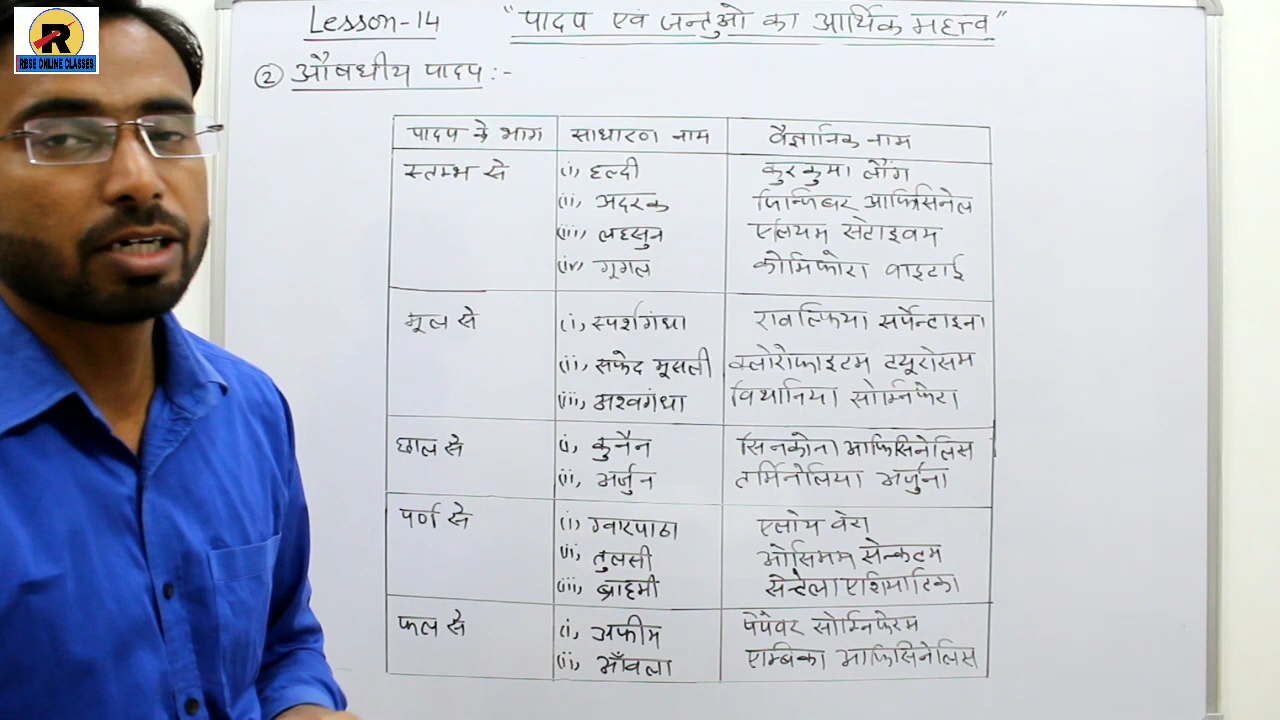 R
RBSE ONLINE CLASSES
Lesson-14 "पादप एवं जन्तुओ का आर्थिक महत्त्व"
② औषधीय पादप :-
पादप के भाग साधारण नाम वैज्ञानिक नाम
स्तम्भ से (i) हल्दी कुरकुमा लौंग
(ii) अदरक जिन्जिबर आफिसिनेल
(iii) लहसुन एलियम सेटाइवम
(iv) गूगल कोमिफोरा वाइटाई
मूल से (i) स्पर्शगंधा रावल्फिया सर्पेन्टाइना
(ii) सफेद मूसली क्लोरोफाइटम ट्यूरोसम
(iii) अश्वगंधा विथानिया सोम्निफेरा
छाल से (i) कुनैन सिनकोना आफिसिनेलिस
(ii) अर्जुन टर्मिनेलिया अर्जुना
पर्ण से (i) ग्वारपाठा एलोय वेरा
(ii) तुलसी ओसिमम सेन्कटम
(iii) ब्राहमी सेन्टेला एशियाटिका
फल से (i) अफीम पेपेवर सोम्निफेरम
(ii) आँवला एम्बिका आफिसिनेलिस